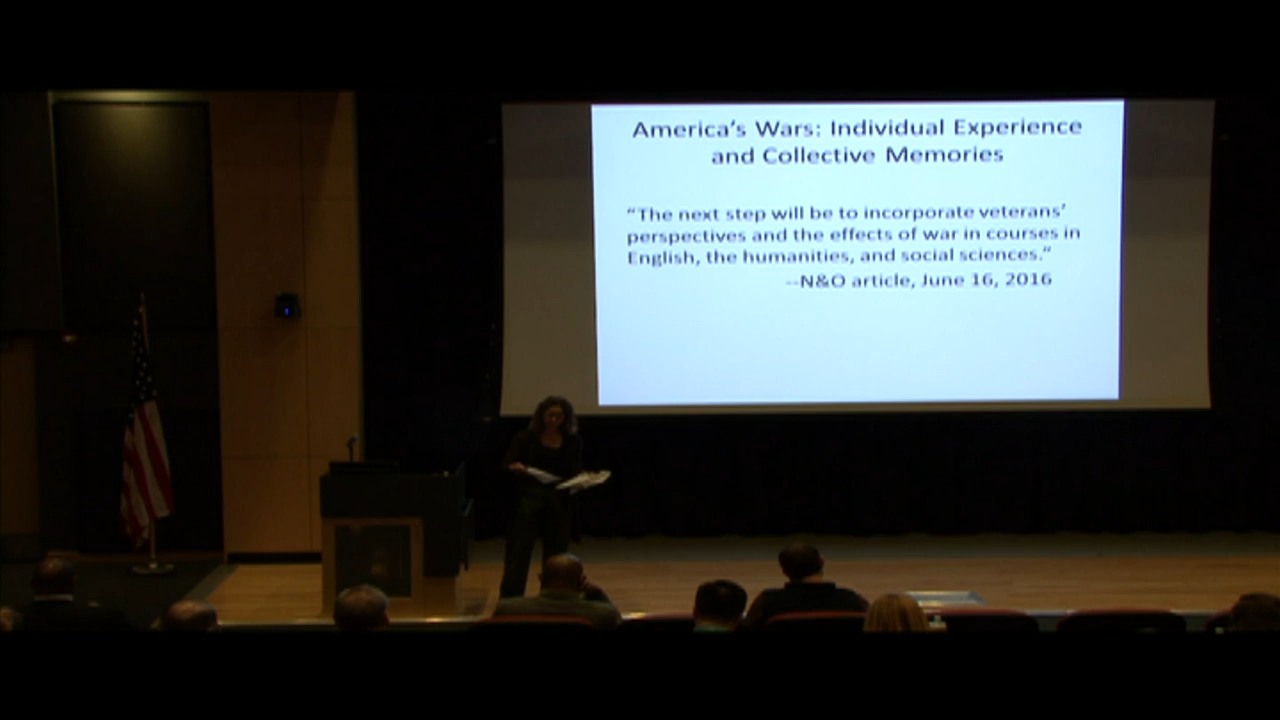 America's Wars: Individual Experience
and Collective Memories
“The next step will be to incorporate veterans’
perspectives and the effects of war in courses in
English, the humanities, and social sciences.“
--N&O article, June 16, 2016